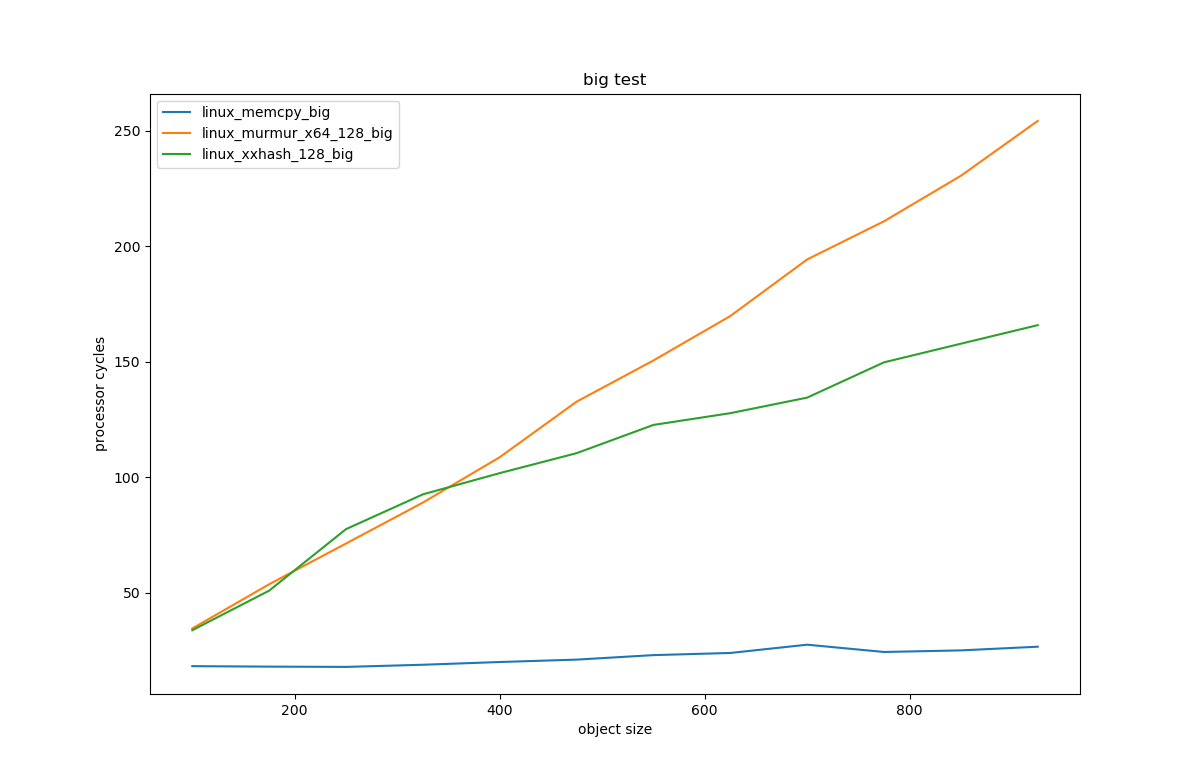 big test
linux_memcpy_big
linux_murmur_x64_128_big
linux_xxhash_128_big
250
200
150
100
50
processor cycles
200 400 600 800
object size